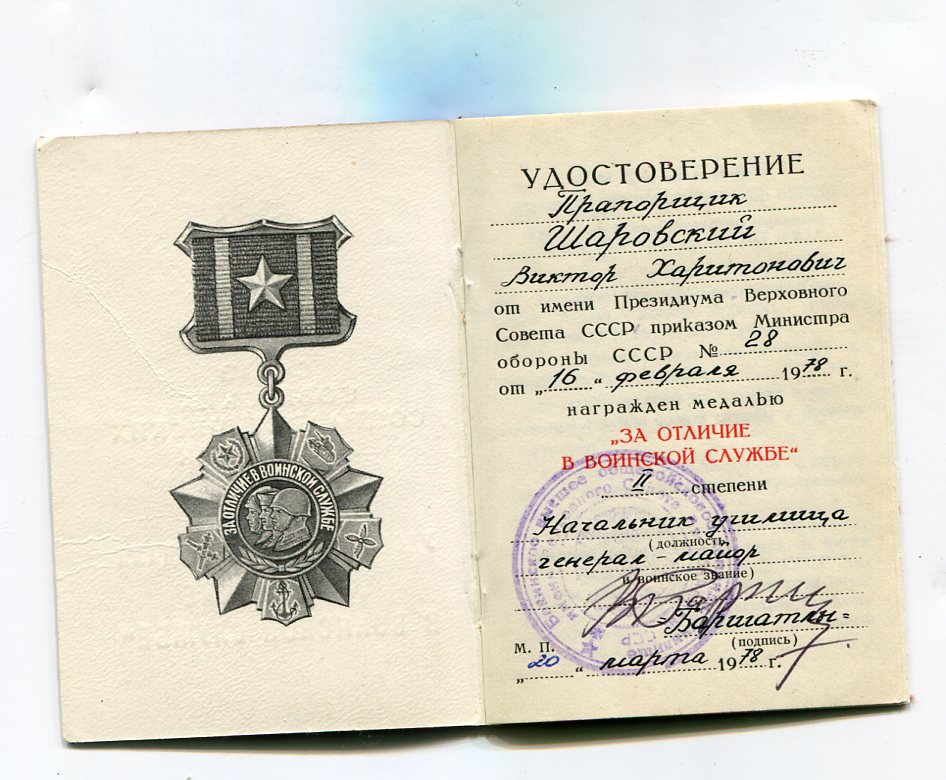 ЗА ОТЛИЧИЕ В ВОИНСКОЙ СЛУЖБЕ
УДОСТОВЕРЕНИЕ
Прапорщик
Шаровский
Виктор Харитонович
от имени Президиума Верховного
Совета СССР приказом Министра
обороны СССР № 28
от „16“ февраля 1978 г.
награжден медалью
„ЗА ОТЛИЧИЕ
В ВОИНСКОЙ СЛУЖБЕ“
II степени
Начальник училища
(должность
генерал-майор
и воинское звание)
(подпись)
М. П.
„20“ марта 1978 г.